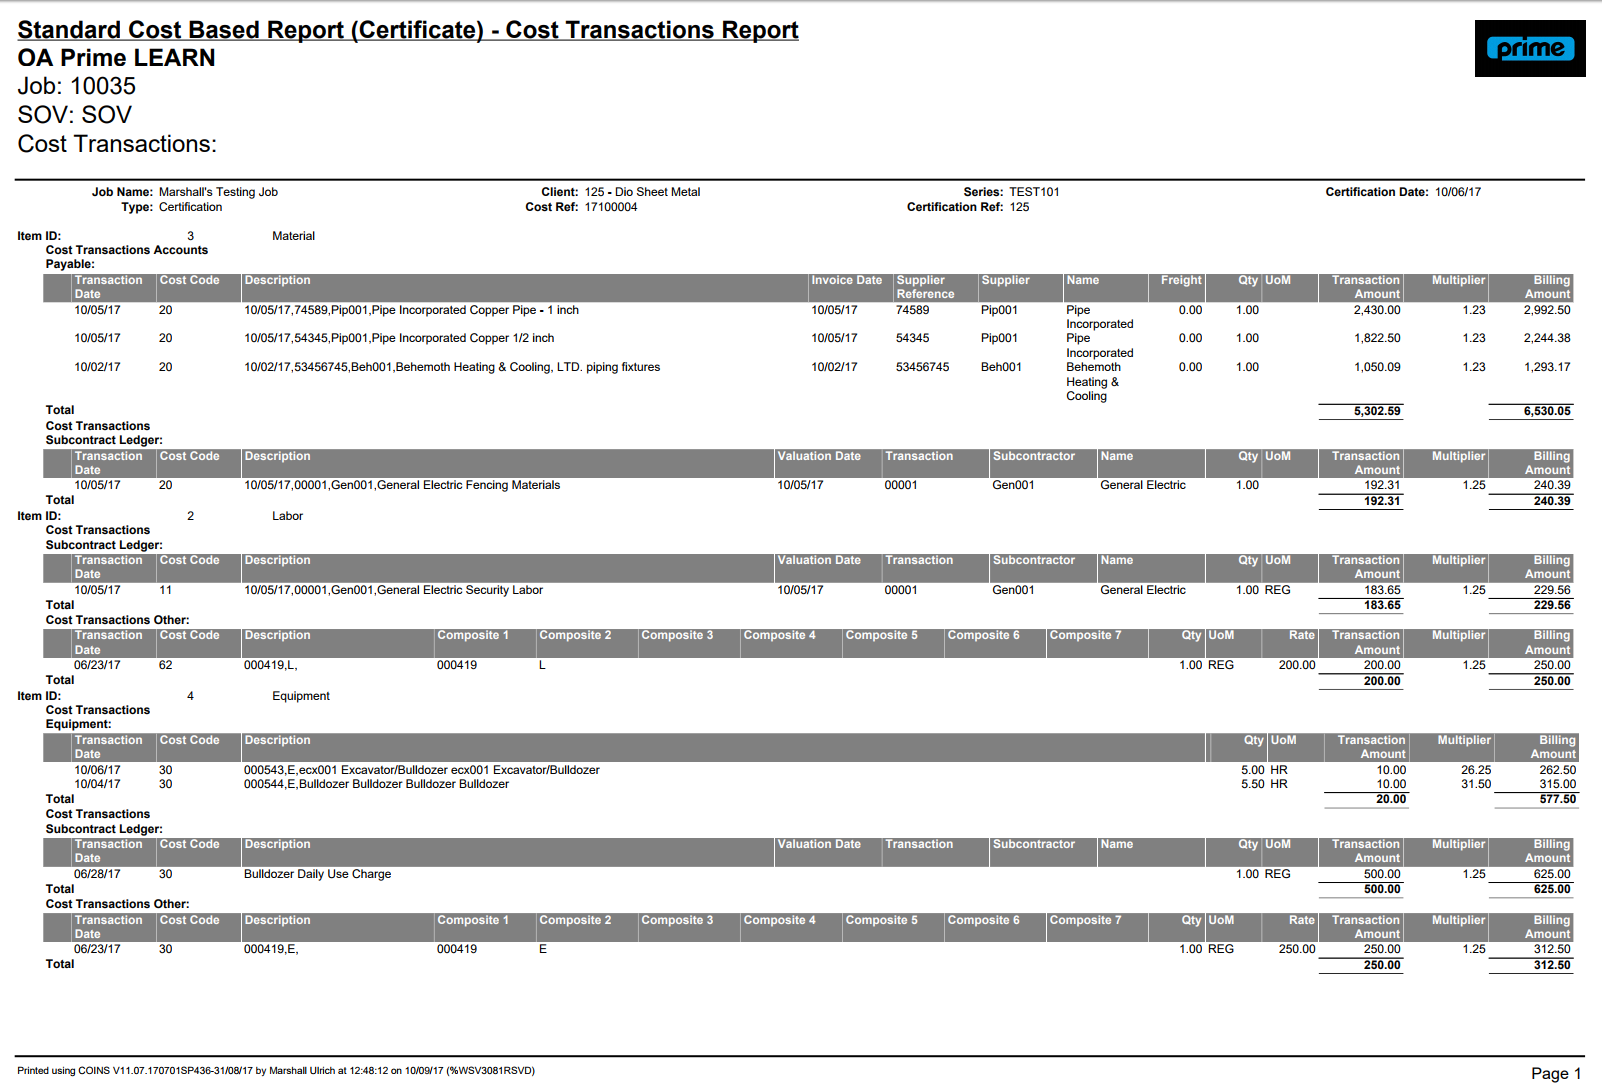 Standard Cost Based Report (Certificate) - Cost Transactions Report
prime
OA Prime LEARN
Job: 10035
SOV: SOV
Cost Transactions:
Job Name: Marshall's Testing Job Client: 125 - Dio Sheet Metal Series: TEST101 Certification Date: 10/06/17
Type: Certification Cost Ref: 17100004 Certification Ref: 125
Item ID: 3 Material
Cost Transactions Accounts
Payable:
Transaction Cost Code Description Invoice Date Supplier Supplier Name Freight Qty UoM Transaction Multiplier Billing
Date Reference Amount Amount
10/05/17 20 10/05/17,74589,Pip001,Pipe Incorporated Copper Pipe - 1 inch 10/05/17 74589 Pip001 Pipe 0.00 1.00 2,430.00 1.23 2,992.50
Incorporated
10/05/17 20 10/05/17,54345,Pip001,Pipe Incorporated Copper 1/2 inch 10/05/17 54345 Pip001 Pipe 0.00 1.00 1,822.50 1.23 2,244.38
Incorporated
10/02/17 20 10/02/17,53456745,Beh001,Behemoth Heating & Cooling, LTD. piping fixtures 10/02/17 53456745 Beh001 Behemoth 0.00 1.00 1,050.09 1.23 1,293.17
Heating &
Cooling
Total 5,302.59 6,530.05
Cost Transactions
Subcontract Ledger:
Transaction Cost Code Description Valuation Date Transaction Subcontractor Name Qty UoM Transaction Multiplier Billing
Date Amount Amount
10/05/17 20 10/05/17,00001,Gen001,General Electric Fencing Materials 10/05/17 00001 Gen001 General Electric 1.00 192.31 1.25 240.39
Total 192.31 240.39
Item ID: 2 Labor
Cost Transactions
Subcontract Ledger:
Transaction Cost Code Description Valuation Date Transaction Subcontractor Name Qty UoM Transaction Multiplier Billing
Date Amount Amount
10/05/17 11 10/05/17,00001,Gen001,General Electric Security Labor 10/05/17 00001 Gen001 General Electric 1.00 REG 183.65 1.25 229.56
Total 183.65 229.56
Cost Transactions Other:
Transaction Cost Code Description Composite 1 Composite 2 Composite 3 Composite 4 Composite 5 Composite 6 Composite 7 Qty UoM Rate Transaction Multiplier Billing
Date Amount Amount
06/23/17 62 000419,L, 000419 L 1.00 REG 200.00 200.00 1.25 250.00
Total 200.00 250.00
Item ID: 4 Equipment
Cost Transactions
Equipment:
Transaction Cost Code Description Qty UoM Transaction Multiplier Billing
Date Amount Amount
10/06/17 30 000543,E,ecx001 Excavator/Bulldozer ecx001 Excavator/Bulldozer 5.00 HR 10.00 26.25 262.50
10/04/17 30 000544,E,Bulldozer Bulldozer Bulldozer Bulldozer 5.50 HR 10.00 31.50 315.00
Total 20.00 577.50
Cost Transactions
Subcontract Ledger:
Transaction Cost Code Description Valuation Date Transaction Subcontractor Name Qty UoM Transaction Multiplier Billing
Date Amount Amount
06/28/17 30 Bulldozer Daily Use Charge 1.00 REG 500.00 1.25 625.00
Total 500.00 625.00
Cost Transactions Other:
Transaction Cost Code Description Composite 1 Composite 2 Composite 3 Composite 4 Composite 5 Composite 6 Composite 7 Qty UoM Rate Transaction Multiplier Billing
Date Amount Amount
06/23/17 30 000419,E, 000419 E 1.00 REG 250.00 250.00 1.25 312.50
Total 250.00 312.50
Printed using COINS V11.07.170701SP436-31/08/17 by Marshall Ulrich at 12:48:12 on 10/09/17 (%WSV3081RSVD)
Page 1